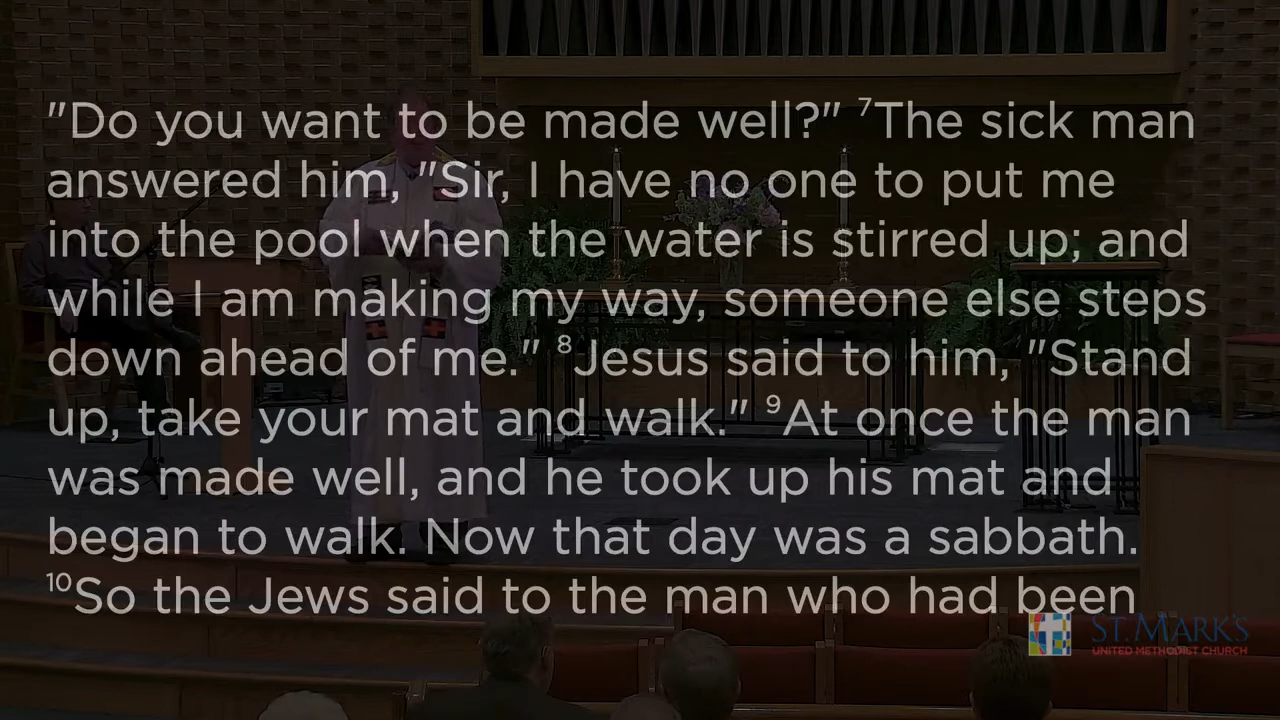 "Do you want to be made well?" ⁷The sick man
answered him, "Sir, I have no one to put me
into the pool when the water is stirred up; and
while I am making my way, someone else steps
down ahead of me." ⁸Jesus said to him, "Stand
up, take your mat and walk." ⁹At once the man
was made well, and he took up his mat and
began to walk. Now that day was a sabbath.
¹⁰So the Jews said to the man who had been
ST. MARK'S
UNITED METHODIST CHURCH